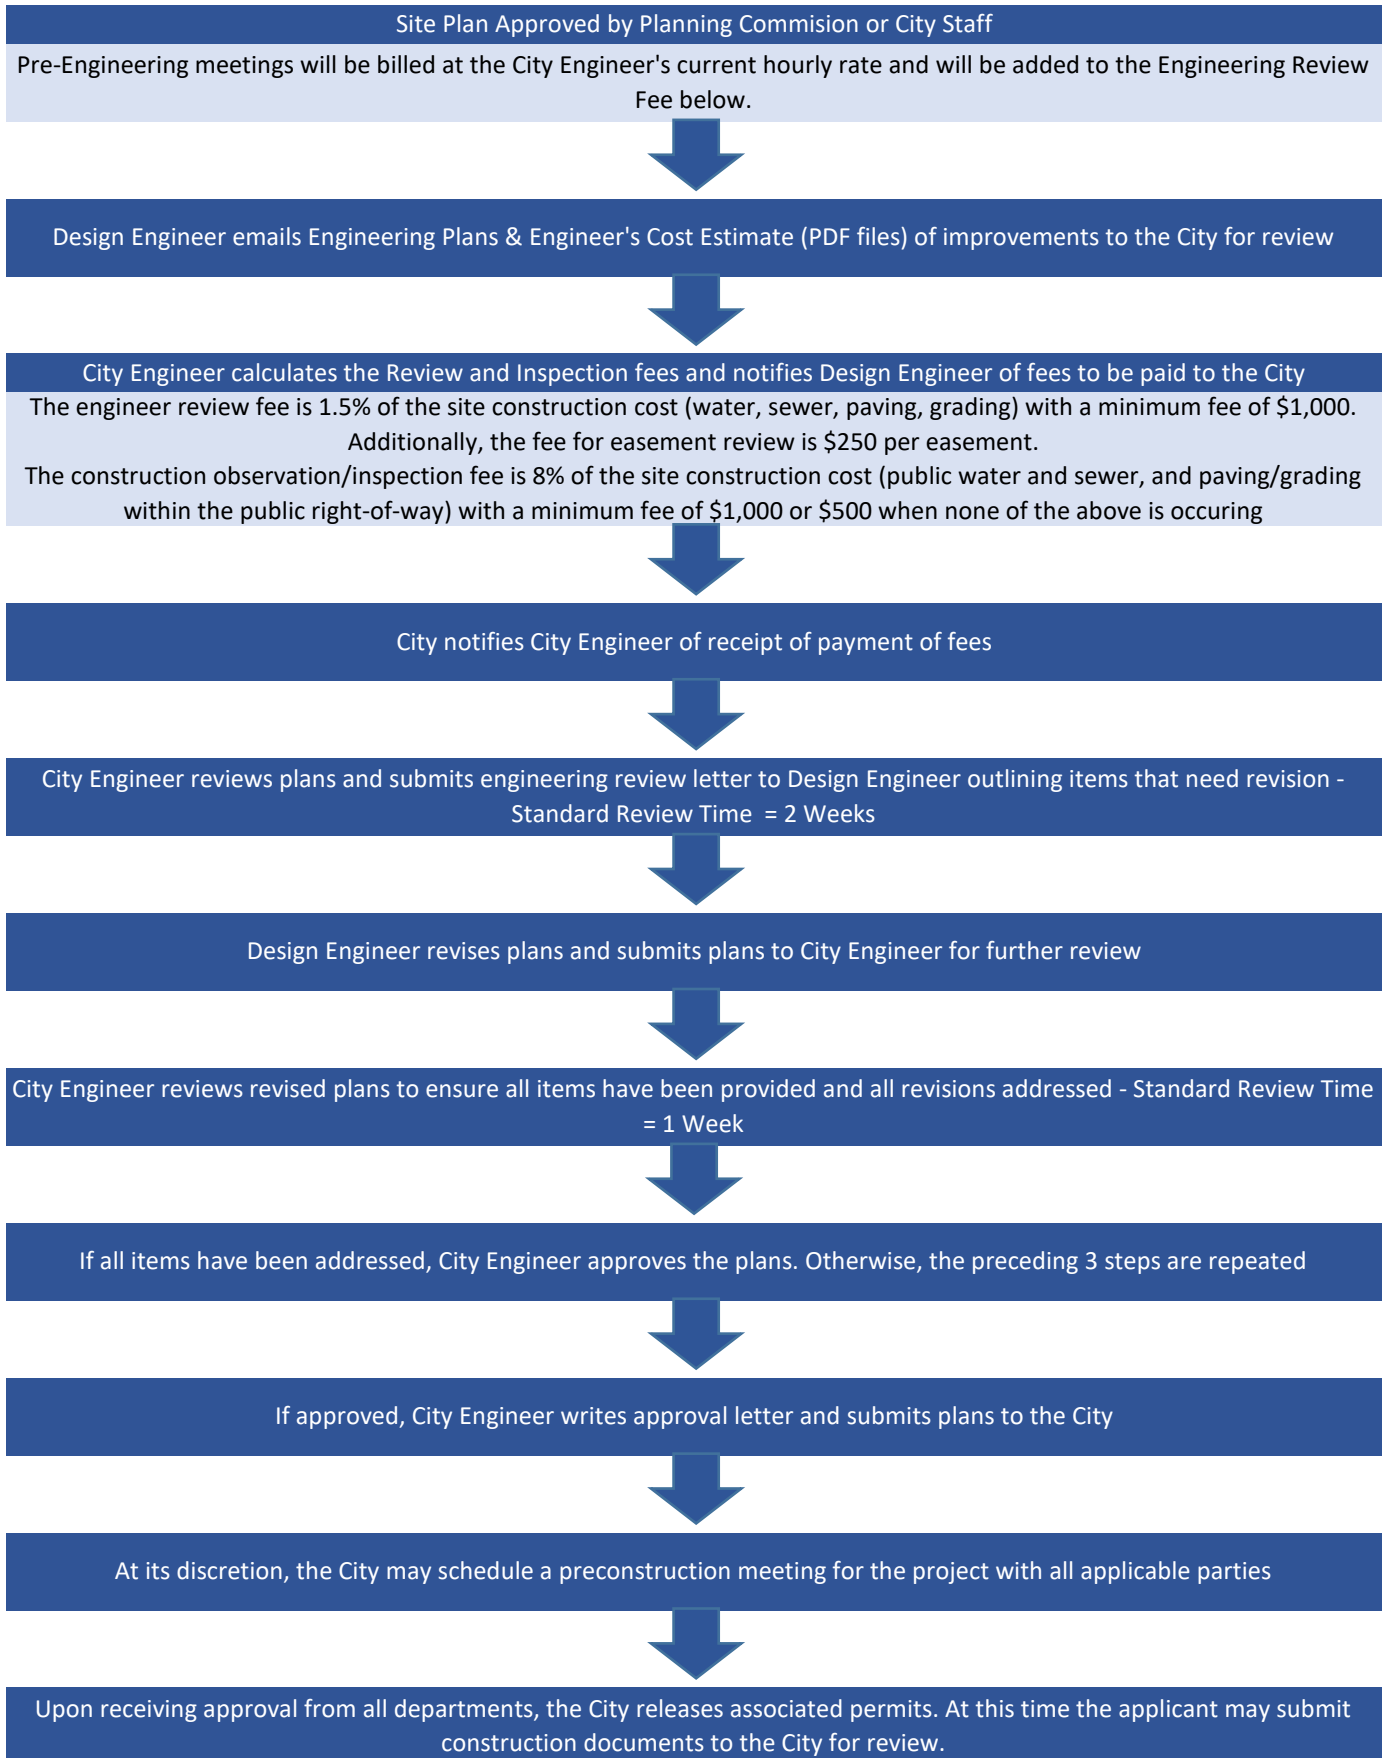 Site Plan Approved by Planning Commision or City Staff
Pre-Engineering meetings will be billed at the City Engineer's current hourly rate and will be added to the Engineering Review
Fee below.
Design Engineer emails Engineering Plans & Engineer's Cost Estimate (PDF files) of improvements to the City for review
City Engineer calculates the Review and Inspection fees and notifies Design Engineer of fees to be paid to the City
The engineer review fee is 1.5% of the site construction cost (water, sewer, paving, grading) with a minimum fee of $1,000.
Additionally, the fee for easement review is $250 per easement.
The construction observation/inspection fee is 8% of the site construction cost (public water and sewer, and paving/grading
within the public right-of-way) with a minimum fee of $1,000 or $500 when none of the above is occuring
City notifies City Engineer of receipt of payment of fees
City Engineer reviews plans and submits engineering review letter to Design Engineer outlining items that need revision -
Standard Review Time = 2 Weeks
Design Engineer revises plans and submits plans to City Engineer for further review
City Engineer reviews revised plans to ensure all items have been provided and all revisions addressed - Standard Review Time
= 1 Week
If all items have been addressed, City Engineer approves the plans. Otherwise, the preceding 3 steps are repeated
If approved, City Engineer writes approval letter and submits plans to the City
At its discretion, the City may schedule a preconstruction meeting for the project with all applicable parties
Upon receiving approval from all departments, the City releases associated permits. At this time the applicant may submit
construction documents to the City for review.